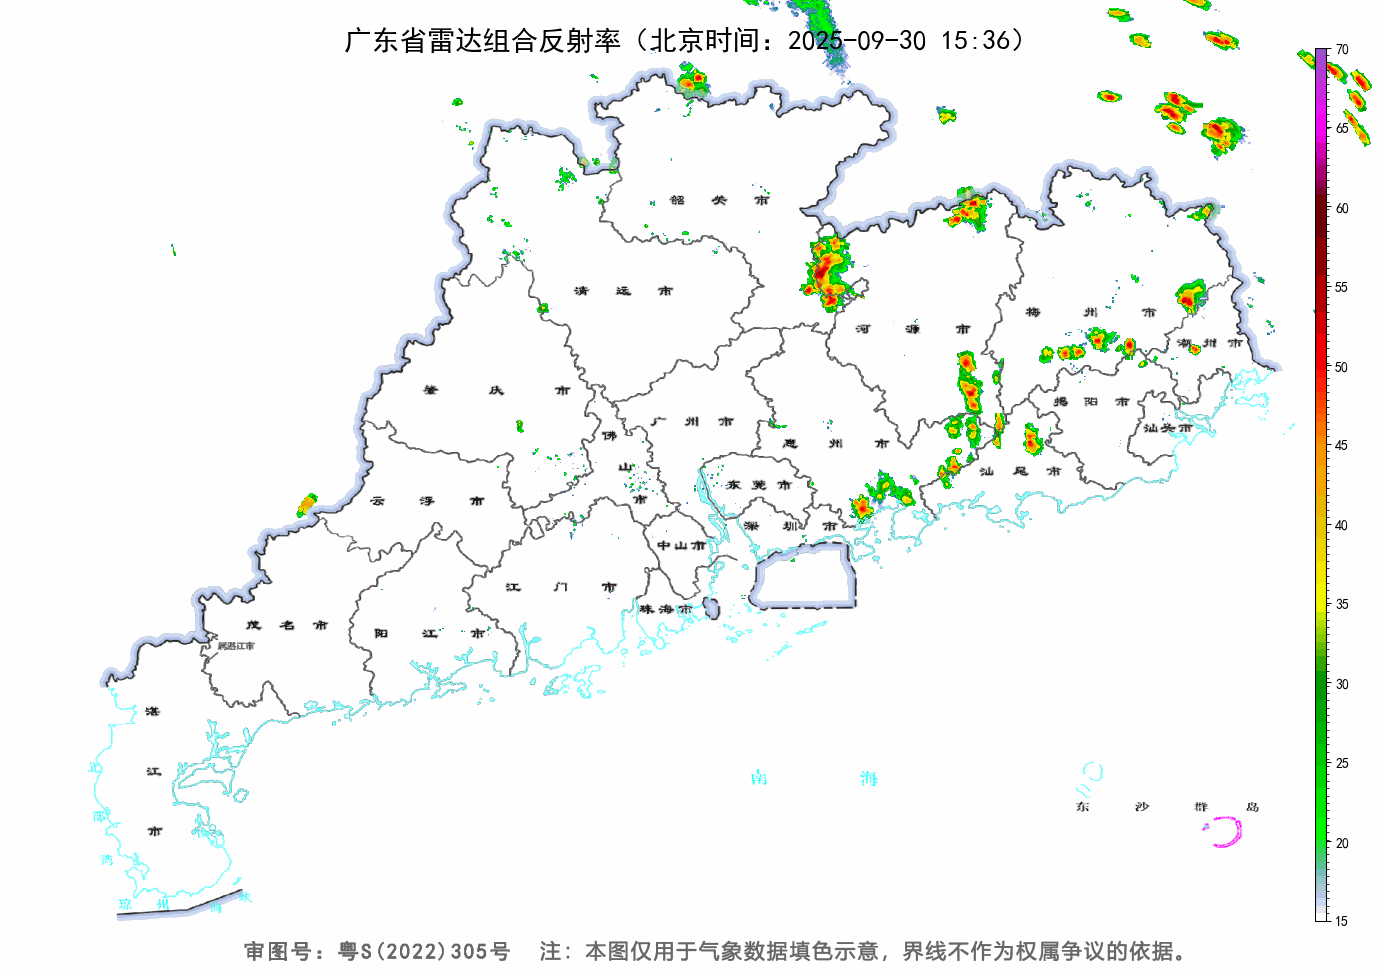 广东省雷达组合反射率（北京时间：2025-09-30 15:36）
70
65
60
55
50
45
40
35
30
25
20
15
韶关市
清远市
河源市
梅州市
潮州市
肇庆市
广州市
揭阳市
汕头市
佛山市
惠州市
汕尾市
东莞市
云浮市
深圳市
中山市
江门市
珠海市
茂名市
阳江市
属湛江市
湛江市
北部湾
南海
东沙群岛
琼州海峡
审图号：粤S(2022)305号 注：本图仅用于气象数据填色示意，界线不作为权属争议的依据。